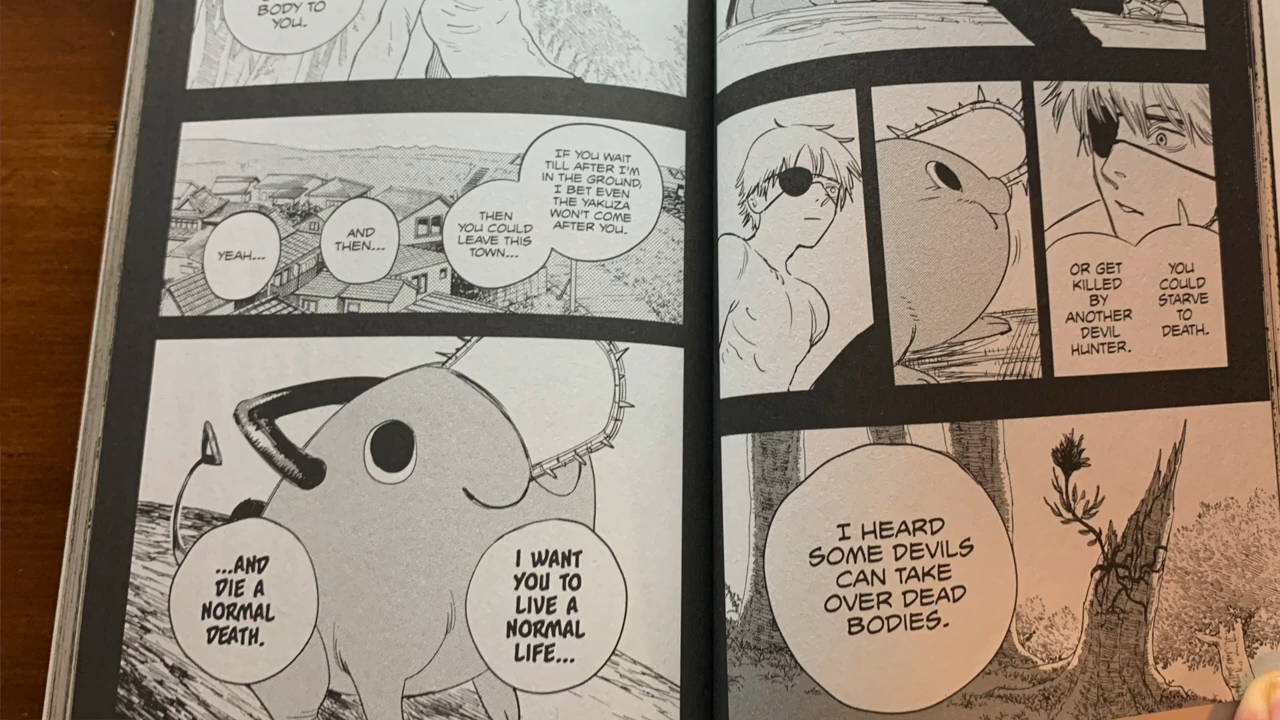 YOU
COULD
STARVE
TO
DEATH.
OR GET
KILLED
BY
ANOTHER
DEVIL
HUNTER.
I HEARD
SOME DEVILS
CAN TAKE
OVER DEAD
BODIES.
BODY TO
YOU.
IF YOU WAIT
TILL AFTER I'M
IN THE GROUND,
I BET EVEN
THE YAKUZA
WON'T COME
AFTER YOU.
THEN
YOU COULD
LEAVE THIS
TOWN...
AND
THEN...
YEAH...
I WANT
YOU TO
LIVE A
NORMAL
LIFE...
...AND
DIE A
NORMAL
DEATH.